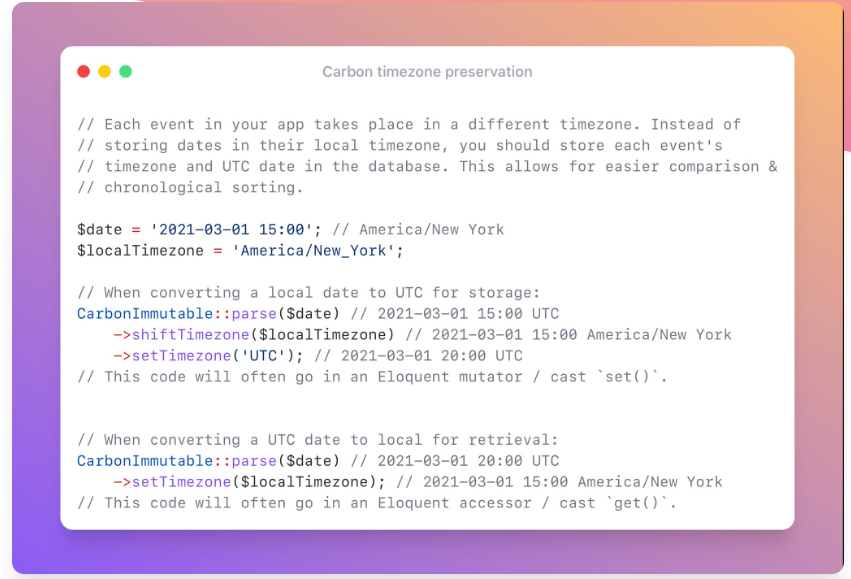 Carbon timezone preservation
// Each event in your app takes place in a different timezone. Instead of
// storing dates in their local timezone, you should store each event's
// timezone and UTC date in the database. This allows for easier comparison &
// chronological sorting.
$date = '2021-03-01 15:00'; // America/New York
$localTimezone = 'America/New_York';
// When converting a local date to UTC for storage:
CarbonImmutable::parse($date) // 2021-03-01 15:00 UTC
    ->shiftTimezone($localTimezone) // 2021-03-01 15:00 America/New York
    ->setTimezone('UTC'); // 2021-03-01 20:00 UTC
// This code will often go in an Eloquent mutator / cast `set()`.
// When converting a UTC date to local for retrieval:
CarbonImmutable::parse($date) // 2021-03-01 20:00 UTC
    ->setTimezone($localTimezone); // 2021-03-01 15:00 America/New York
// This code will often go in an Eloquent accessor / cast `get()`.